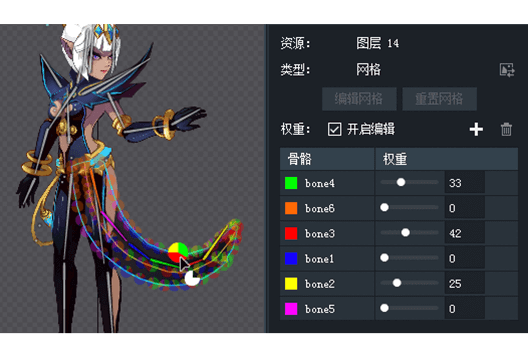 资源: 图层 14
类型: 网格
编辑网格 重置网格
权重: 开启编辑
骨骼 权重
bone4 33
bone6 0
bone3 42
bone1 0
bone2 25
bone5 0